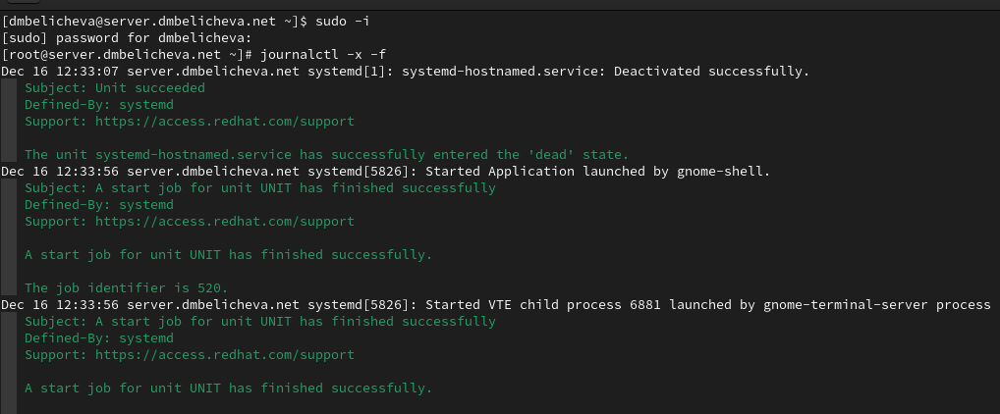 [dmbelicheva@server.dmbelicheva.net ~]$ sudo -i
[sudo] password for dmbelicheva:
[root@server.dmbelicheva.net ~]# journalctl -x -f
Dec 16 12:33:07 server.dmbelicheva.net systemd[1]: systemd-hostnamed.service: Deactivated successfully.
Subject: Unit succeeded
Defined-By: systemd
Support: https://access.redhat.com/support
The unit systemd-hostnamed.service has successfully entered the 'dead' state.
Dec 16 12:33:56 server.dmbelicheva.net systemd[5826]: Started Application launched by gnome-shell.
Subject: A start job for unit UNIT has finished successfully
Defined-By: systemd
Support: https://access.redhat.com/support
A start job for unit UNIT has finished successfully.
The job identifier is 520.
Dec 16 12:33:56 server.dmbelicheva.net systemd[5826]: Started VTE child process 6881 launched by gnome-terminal-server process
Subject: A start job for unit UNIT has finished successfully
Defined-By: systemd
Support: https://access.redhat.com/support
A start job for unit UNIT has finished successfully.